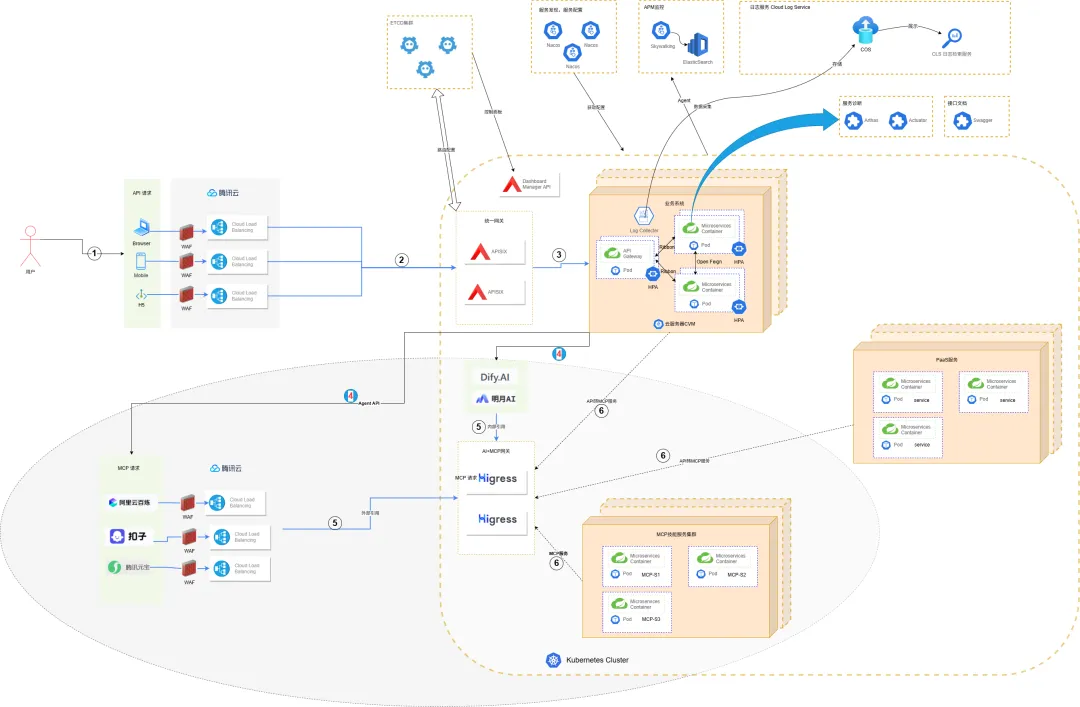 ETCD集群
服务发现、服务配置
Nacos
Nacos
Nacos
APM监控
Skywalking
ElasticSearch
日志服务 Cloud Log Service
COS
展示
CLS 日志检索服务
存储
服务诊断
Arthas
Actuator
接口文档
Swagger
控制面板
路由配置
Agent
数据采集
Dashboard
Manager API
API 请求
腾讯云
Browser
Mobile
H5
WAF
Cloud Load
Balancing
WAF
Cloud Load
Balancing
WAF
Cloud Load
Balancing
用户
1
2
3
统一网关
APISIX
APISIX
业务系统
Log Collector
API
Gateway
Pod
HPA
Ribbon
Ribbon
Open Feign
Microservices
Container
Pod
HPA
Microservices
Container
Pod
HPA
云服务器CVM
4
4
Agent API
Dify.AI
明月AI
5
内部引用
AI+MCP网关
MCP 请求
Higress
Higress
API转MCP服务
6
6
API转MCP服务
MCP服务
6
PaaS服务
Microservices
Container
Pod
service
Microservices
Container
Pod
service
Microservices
Container
Pod
service
MCP 请求
腾讯云
阿里云百炼
扣子
腾讯元宝
WAF
Cloud Load
Balancing
WAF
Cloud Load
Balancing
WAF
Cloud Load
Balancing
5
外部引用
MCP技能服务集群
Microservices
Container
Pod
MCP-S1
Microservices
Container
Pod
MCP-S2
Microservices
Container
Pod
MCP-S3
Kubernetes Cluster